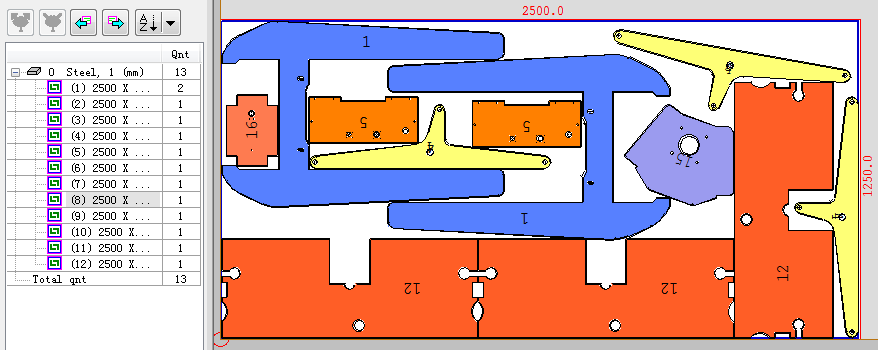 A
Z
Qnt
0 Steel, 1 (mm) 13
(1) 2500 X ... 2
(2) 2500 X ... 1
(3) 2500 X ... 1
(4) 2500 X ... 1
(5) 2500 X ... 1
(6) 2500 X ... 1
(7) 2500 X ... 1
(8) 2500 X... 1
(9) 2500 X ... 1
(10) 2500 X... 1
(11) 2500 X... 1
(12) 2500 X... 1
Total qnt 13
2500.0
1
16
5
5
15
1
12
12
12
1250.0